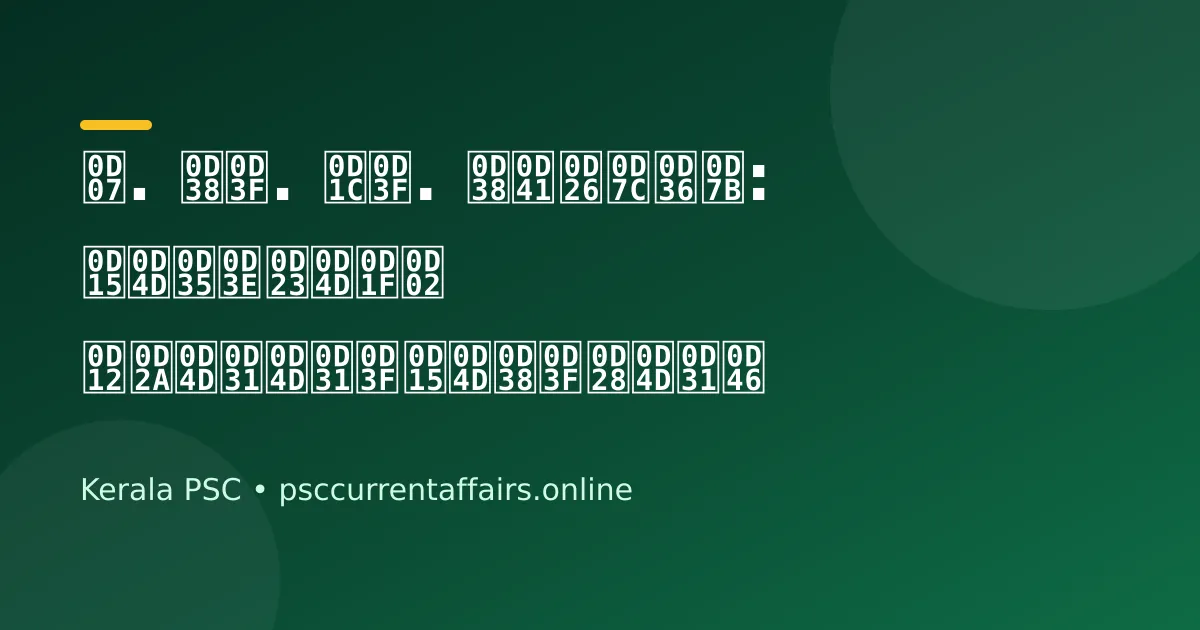 ഇ. സി. ജി. സുദർശൻ:
ക്വാണ്ടം
ഒപ്റ്റിക്സിന്റെ
Kerala PSC • psccurrentaffairs.online